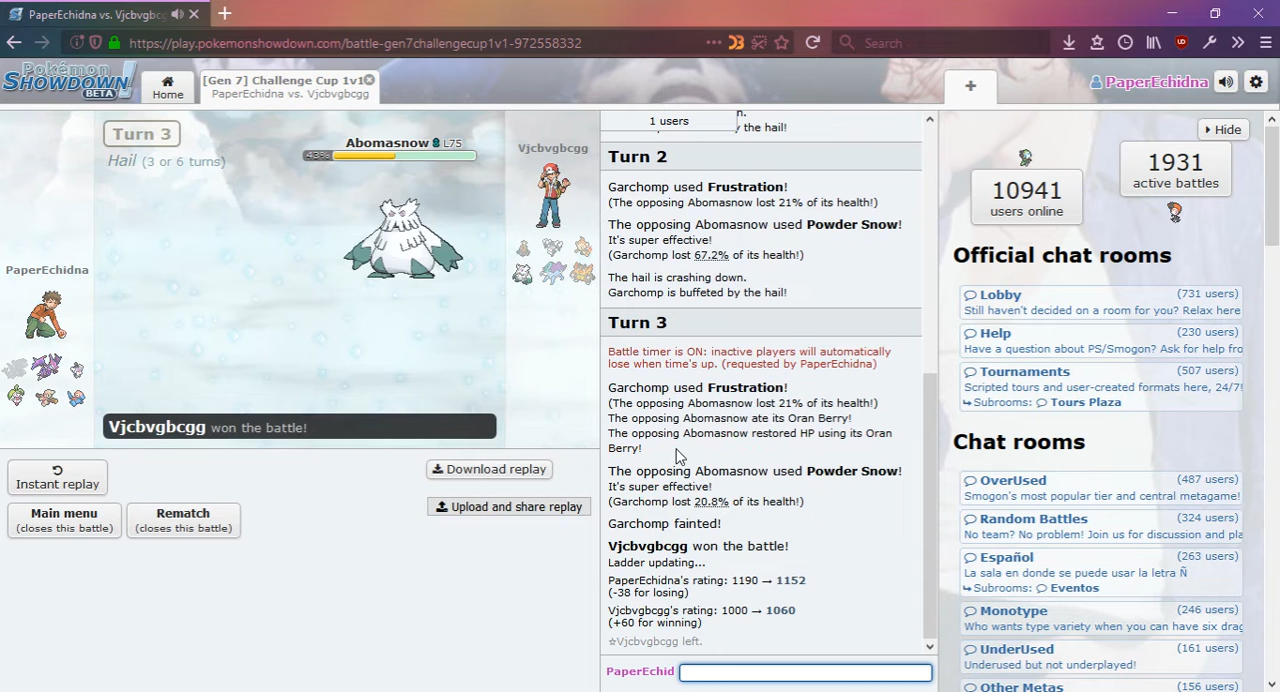 PaperEchidna vs. Vjcbvgbcg
https://play.pokemonshowdown.com/battle-gen7challengecup1v1-972558332
Search
Pokémon
SHOWDOWN
BETA
Home
[Gen 7] Challenge Cup 1v1
PaperEchidna vs. Vjcbvgbcgg
+
PaperEchidna
Turn 3
Hail (3 or 6 turns)
Abomasnow L75
43%
Vjcbvgbcgg
PaperEchidna
Vjcbvgbcgg won the battle!
Instant replay
Download replay
Upload and share replay
Main menu
(closes this battle)
Rematch
(closes this battle)
1 users
the hail!
Turn 2
Garchomp used Frustration!
(The opposing Abomasnow lost 21% of its health!)
The opposing Abomasnow used Powder Snow!
It's super effective!
(Garchomp lost 67.2% of its health!)
The hail is crashing down.
Garchomp is buffeted by the hail!
Turn 3
Battle timer is ON: inactive players will automatically
lose when time's up. (requested by PaperEchidna)
Garchomp used Frustration!
(The opposing Abomasnow lost 21% of its health!)
The opposing Abomasnow ate its Oran Berry!
The opposing Abomasnow restored HP using its Oran
Berry!
The opposing Abomasnow used Powder Snow!
It's super effective!
(Garchomp lost 20.8% of its health!)
Garchomp fainted!
Vjcbvgbcgg won the battle!
Ladder updating...
PaperEchidna's rating: 1190 → 1152
(-38 for losing)
Vjcbvgbcgg's rating: 1000 → 1060
(+60 for winning)
☆Vjcbvgbcgg left.
PaperEchid
Hide
10941
users online
1931
active battles
Official chat rooms
Lobby (731 users)
Still haven't decided on a room for you? Relax here
Help (230 users)
Have a question about PS/Smogon? Ask for help fro
Tournaments (507 users)
Scripted tours and user-created formats here, 24/7!
↳Subrooms: Tours Plaza
Chat rooms
OverUsed (487 users)
Smogon's most popular tier and central metagame!
Random Battles (324 users)
No team? No problem! Join us for discussion and pla
Español (263 users)
La sala en donde se puede usar la letra Ñ
↳Subrooms: Eventos
Monotype (246 users)
Who wants type variety when you can have six drag
UnderUsed (161 users)
Underused but not underplayed!
Other Metas (156 users)